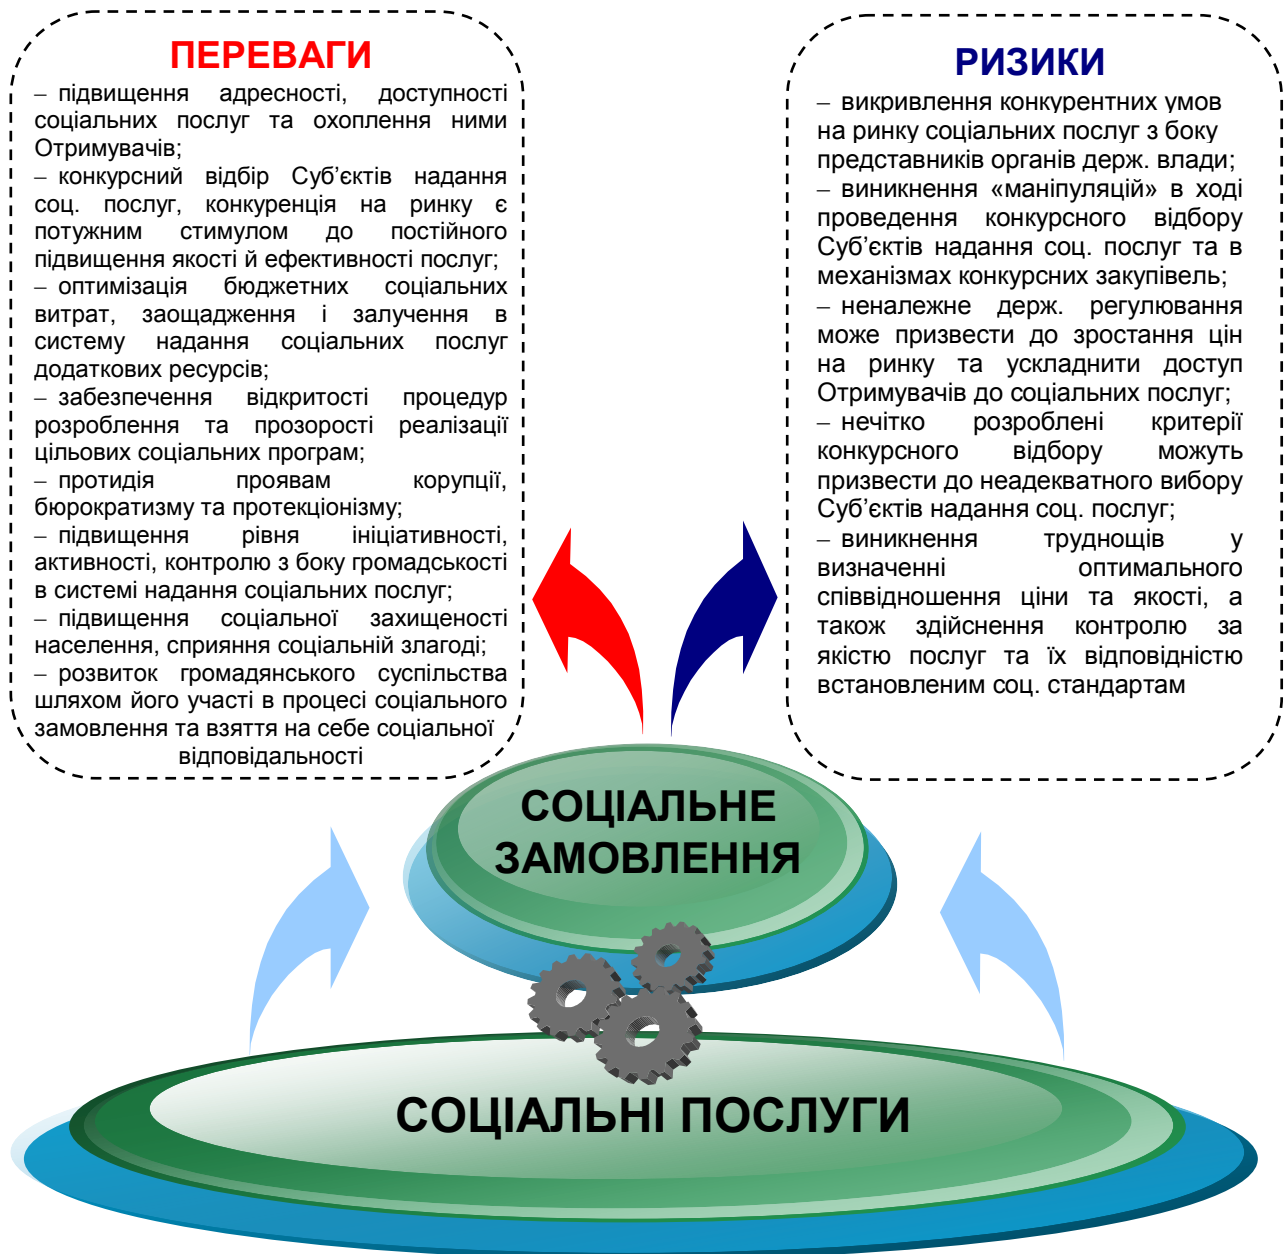 ПЕРЕВАГИ
– підвищення адресності, доступності
соціальних послуг та охоплення ними
Отримувачів;
– конкурсний відбір Суб’єктів надання
соц. послуг, конкуренція на ринку є
потужним стимулом до постійного
підвищення якості й ефективності послуг;
– оптимізація бюджетних соціальних
витрат, заощадження і залучення в
систему надання соціальних послуг
додаткових ресурсів;
– забезпечення відкритості процедур
розроблення та прозорості реалізації
цільових соціальних програм;
– протидія проявам корупції,
бюрократизму та протекціонізму;
– підвищення рівня ініціативності,
активності, контролю з боку громадськості
в системі надання соціальних послуг;
– підвищення соціальної захищеності
населення, сприяння соціальній злагоді;
– розвиток громадянського суспільства
шляхом його участі в процесі соціального
замовлення та взяття на себе соціальної
відповідальності
РИЗИКИ
– викривлення конкурентних умов
на ринку соціальних послуг з боку
представників органів держ. влади;
– виникнення «маніпуляцій» в ході
проведення конкурсного відбору
Суб’єктів надання соц. послуг та в
механізмах конкурсних закупівель;
– неналежне держ. регулювання
може призвести до зростання цін
на ринку та ускладнити доступ
Отримувачів до соціальних послуг;
– нечітко розроблені критерії
конкурсного відбору можуть
призвести до неадекватного вибору
Суб’єктів надання соц. послуг;
– виникнення труднощів у
визначенні оптимального
співвідношення ціни та якості, а
також здійснення контролю за
якістю послуг та їх відповідністю
встановленим соц. стандартам
СОЦІАЛЬНЕ
ЗАМОВЛЕННЯ
СОЦІАЛЬНІ ПОСЛУГИ